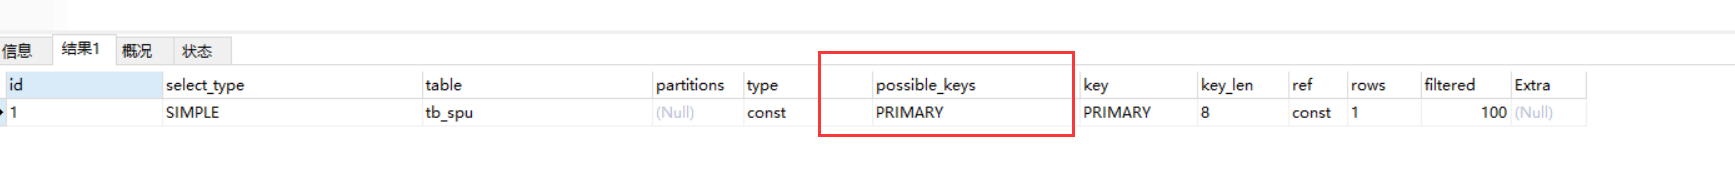 信息 结果1 概况 状态
id select_type table partitions type possible_keys key key_len ref rows filtered Extra
1 SIMPLE tb_spu (Null) const PRIMARY PRIMARY 8 const 1 100 (Null)